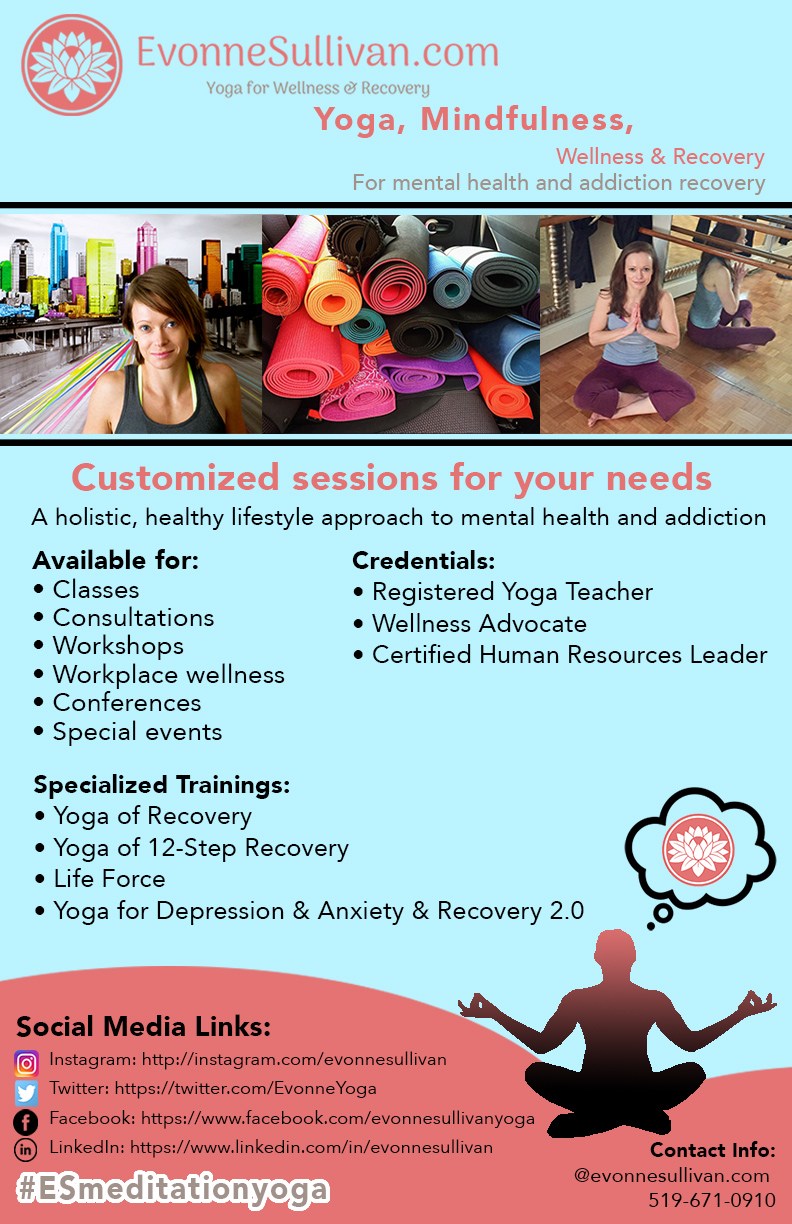 EvonneSullivan.com
Yoga for Wellness & Recovery
Yoga, Mindfulness,
Wellness & Recovery
For mental health and addiction recovery
Customized sessions for your needs
A holistic, healthy lifestyle approach to mental health and addiction
Available for:
• Classes
• Consultations
• Workshops
• Workplace wellness
• Conferences
• Special events
Credentials:
• Registered Yoga Teacher
• Wellness Advocate
• Certified Human Resources Leader
Specialized Trainings:
• Yoga of Recovery
• Yoga of 12-Step Recovery
• Life Force
• Yoga for Depression & Anxiety & Recovery 2.0
Social Media Links:
Instagram: http://instagram.com/evonnesullivan
Twitter: https://twitter.com/EvonneYoga
Facebook: https://www.facebook.com/evonnesullivanyoga
LinkedIn: https://www.linkedin.com/in/evonnesullivan
#ESmeditationyoga
Contact Info:
@evonnesullivan.com
519-671-0910